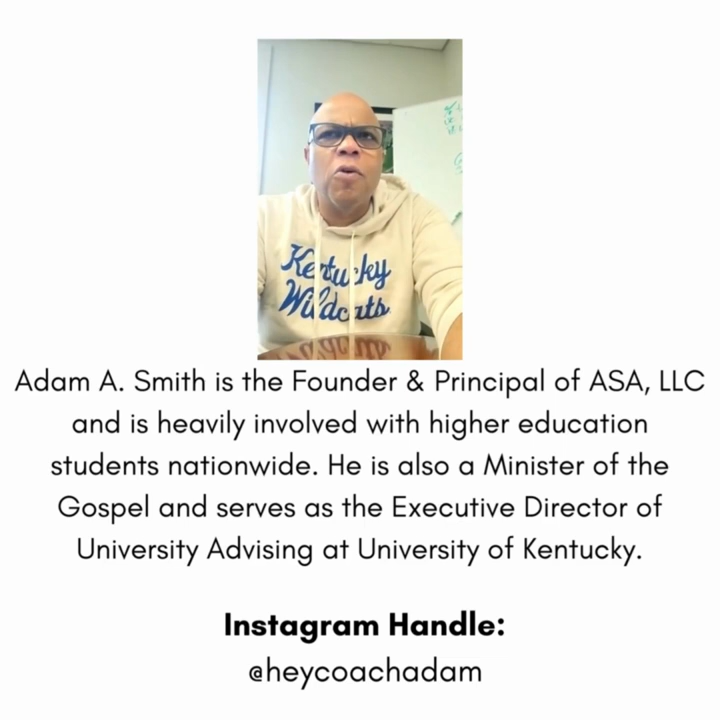 Kentucky
Wildcats
Adam A. Smith is the Founder & Principal of ASA, LLC
and is heavily involved with higher education
students nationwide. He is also a Minister of the
Gospel and serves as the Executive Director of
University Advising at University of Kentucky.
Instagram Handle:
@heycoachadam